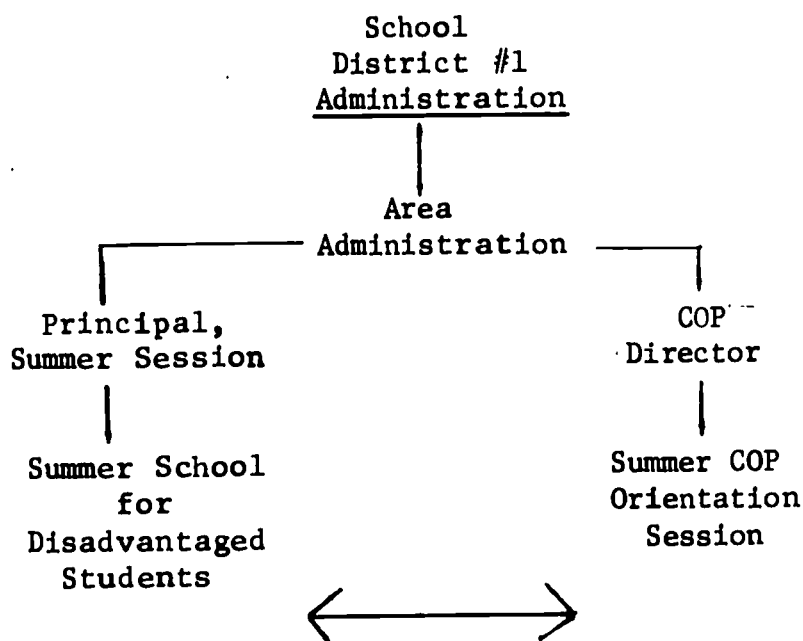 School
District #1
Administration
Area
Administration
Principal,
Summer Session
COP
Director
Summer School
for
Disadvantaged
Students
Summer COP
Orientation
Session